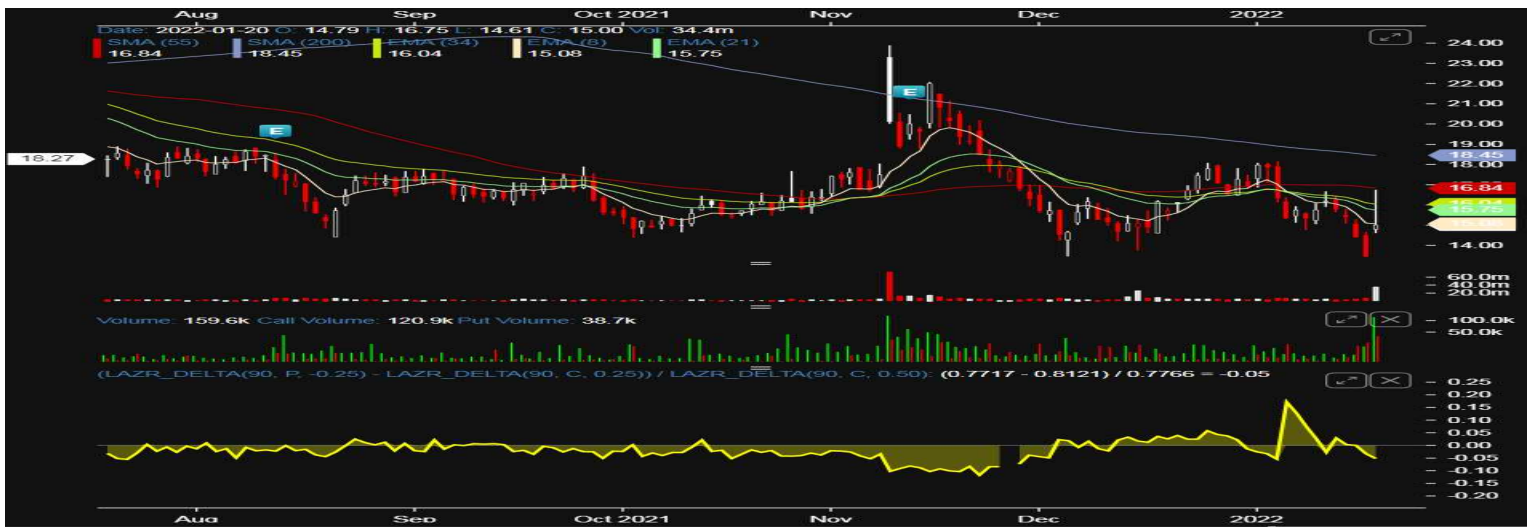 Aug Sep Oct 2021 Nov Dec 2022
Date: 2022-01-20 O: 14.79 H: 16.75 L: 14.61 C: 15.00 Vol: 34.4m
SMA (55) SMA (200) EMA (34) EMA (8) EMA (21)
16.84 18.45 16.04 15.08 15.75
24.00
23.00
22.00
E
21.00
20.00
E
19.00
18.27
18.45
18.00
16.84
16.04
15.75
14.00
60.0m
40.0m
20.0m
Volume: 159.6k Call Volume: 120.9k Put Volume: 38.7k
100.0k
50.0k
(LAZR_DELTA(90, P, -0.25) - LAZR_DELTA(90, C, 0.25)) / LAZR_DELTA(90, C, 0.50): (0.7717 - 0.8121) / 0.7766 = -0.05
0.25
0.20
0.15
0.10
0.05
0.00
-0.05
-0.10
-0.15
-0.20
Aug Sep Oct 2021 Nov Dec 2022